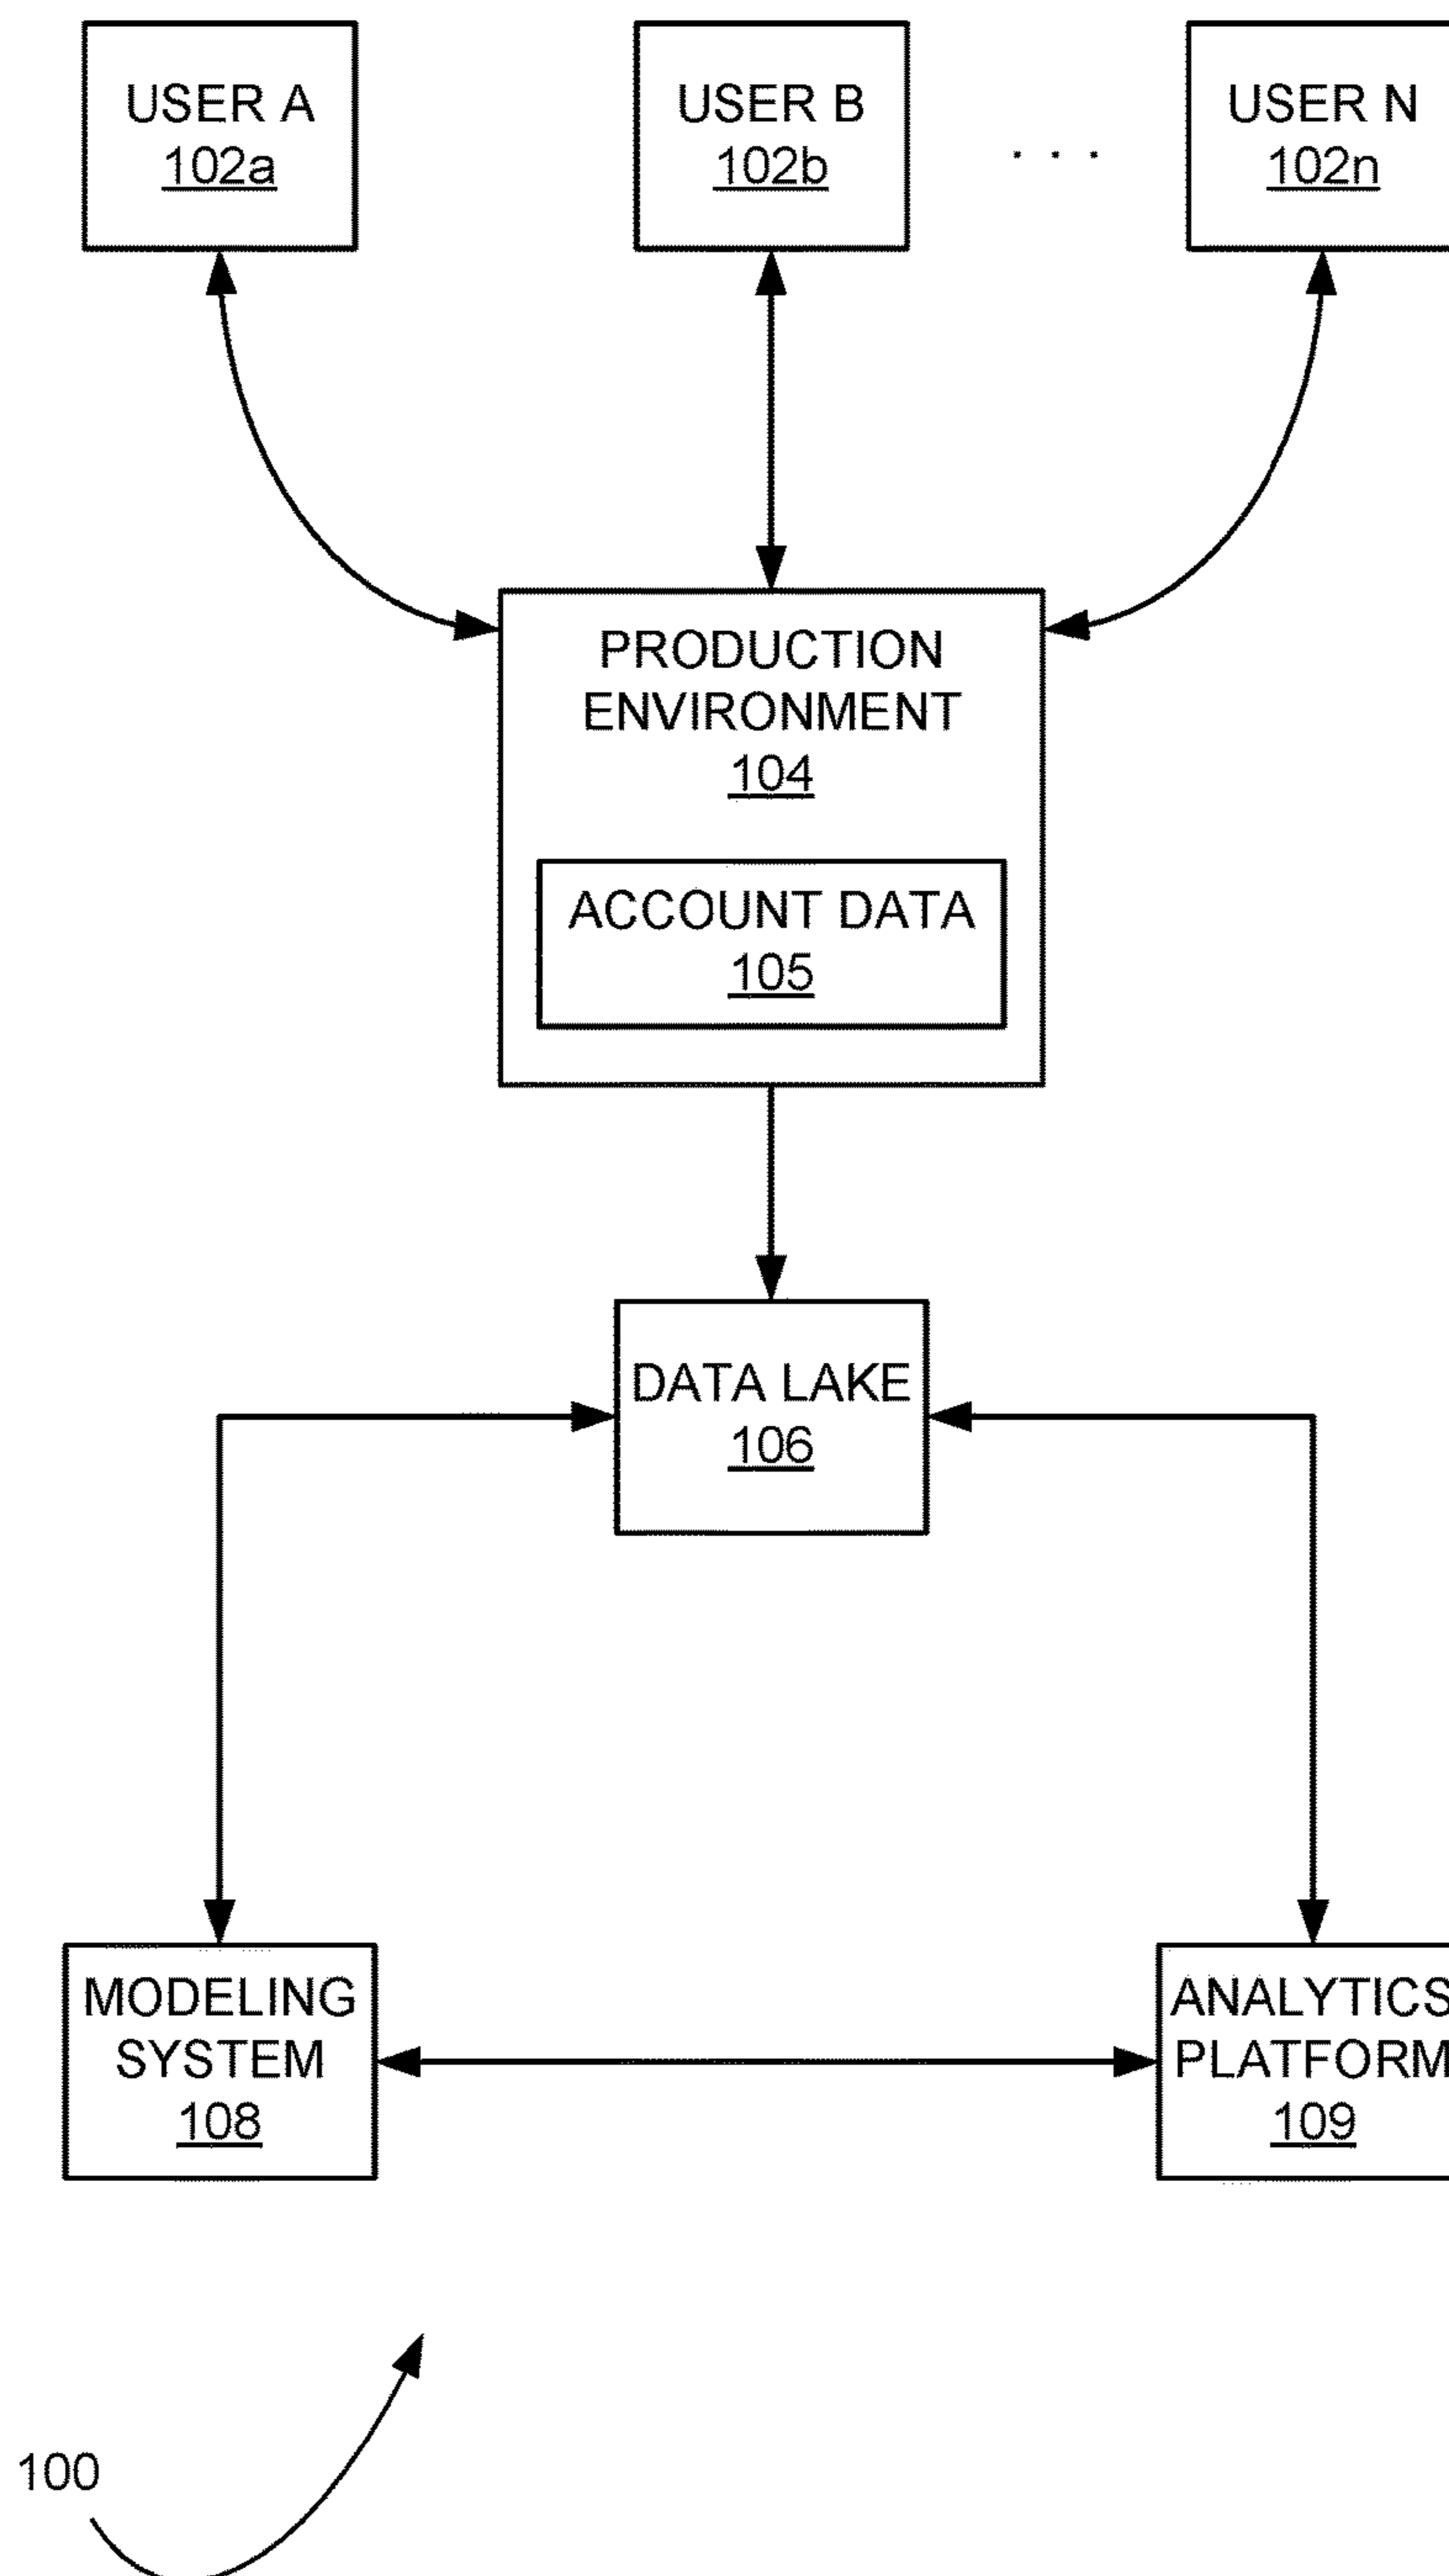 USER A
102a
USER B
102b
. . .
USER N
102n
PRODUCTION
ENVIRONMENT
104
ACCOUNT DATA
105
DATA LAKE
106
MODELING
SYSTEM
108
ANALYTICS
PLATFORM
109
100